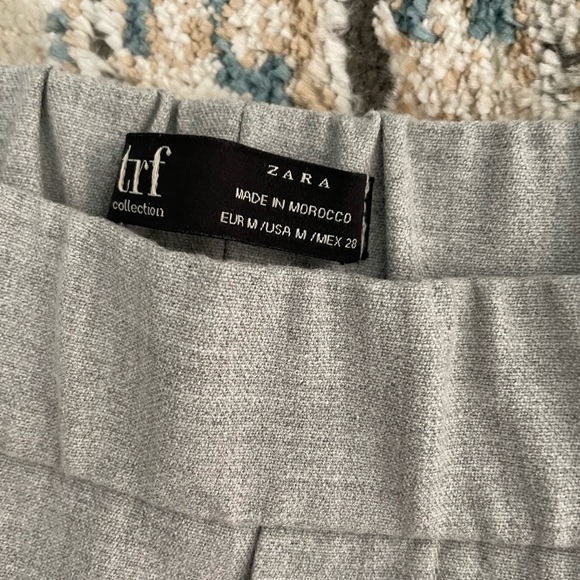 trf
collection
ZARA
MADE IN MOROCCO
EUR M / USA M / MEX 28